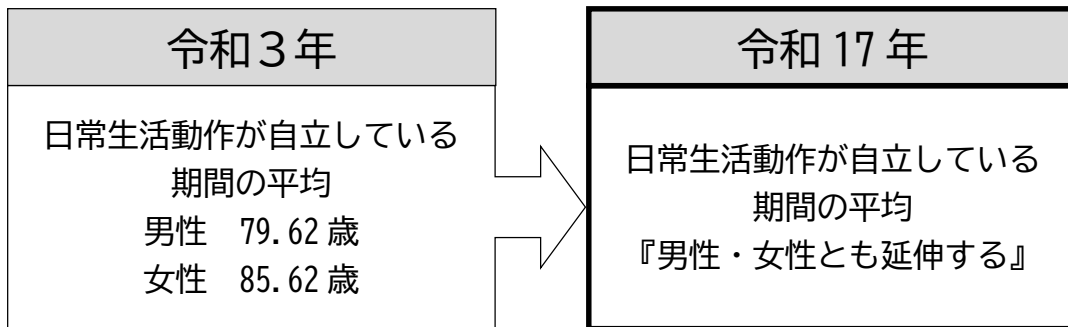 令和３年
日常生活動作が自立している
期間の平均
男性　79.62 歳
女性　85.62 歳
令和 17 年
日常生活動作が自立している
期間の平均
『男性・女性とも延伸する』